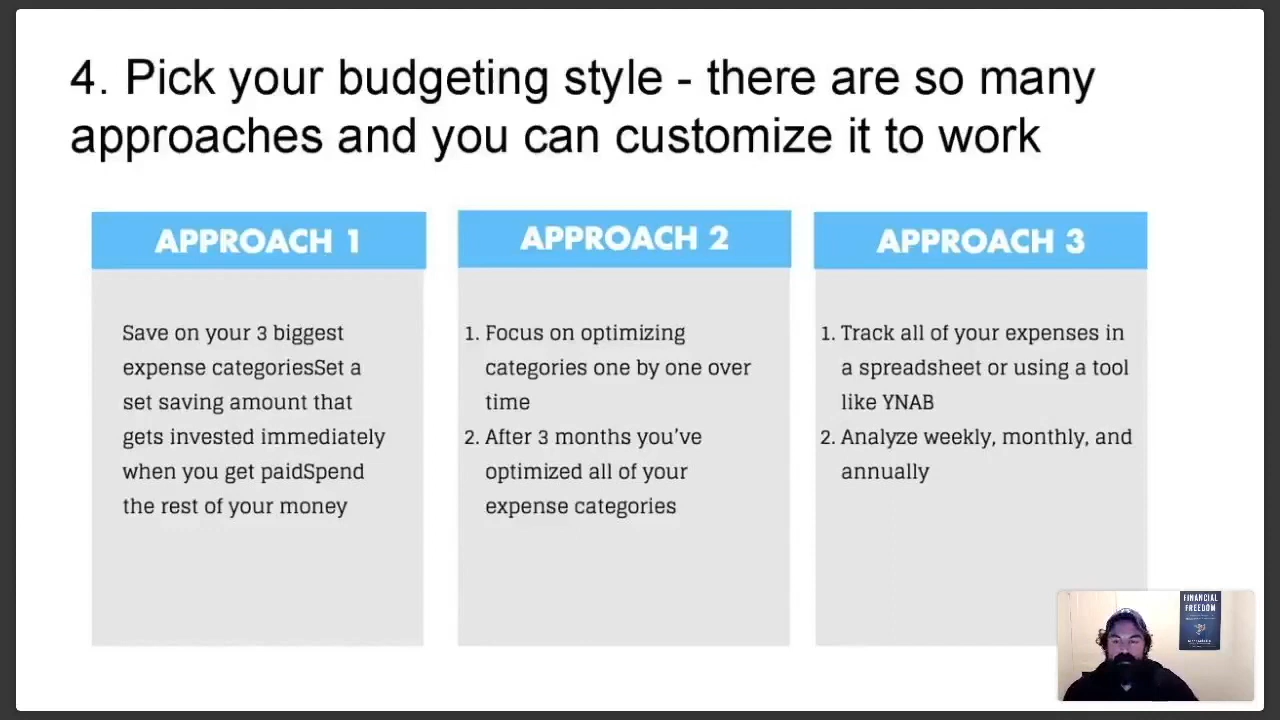 4. Pick your budgeting style - there are so many
approaches and you can customize it to work
APPROACH 1
Save on your 3 biggest
expense categoriesSet a
set saving amount that
gets invested immediately
when you get paidSpend
the rest of your money
APPROACH 2
1. Focus on optimizing
categories one by one over
time
2. After 3 months you've
optimized all of your
expense categories
APPROACH 3
1. Track all of your expenses in
a spreadsheet or using a tool
like YNAB
2. Analyze weekly, monthly, and
annually
FINANCIAL
FREEDOM